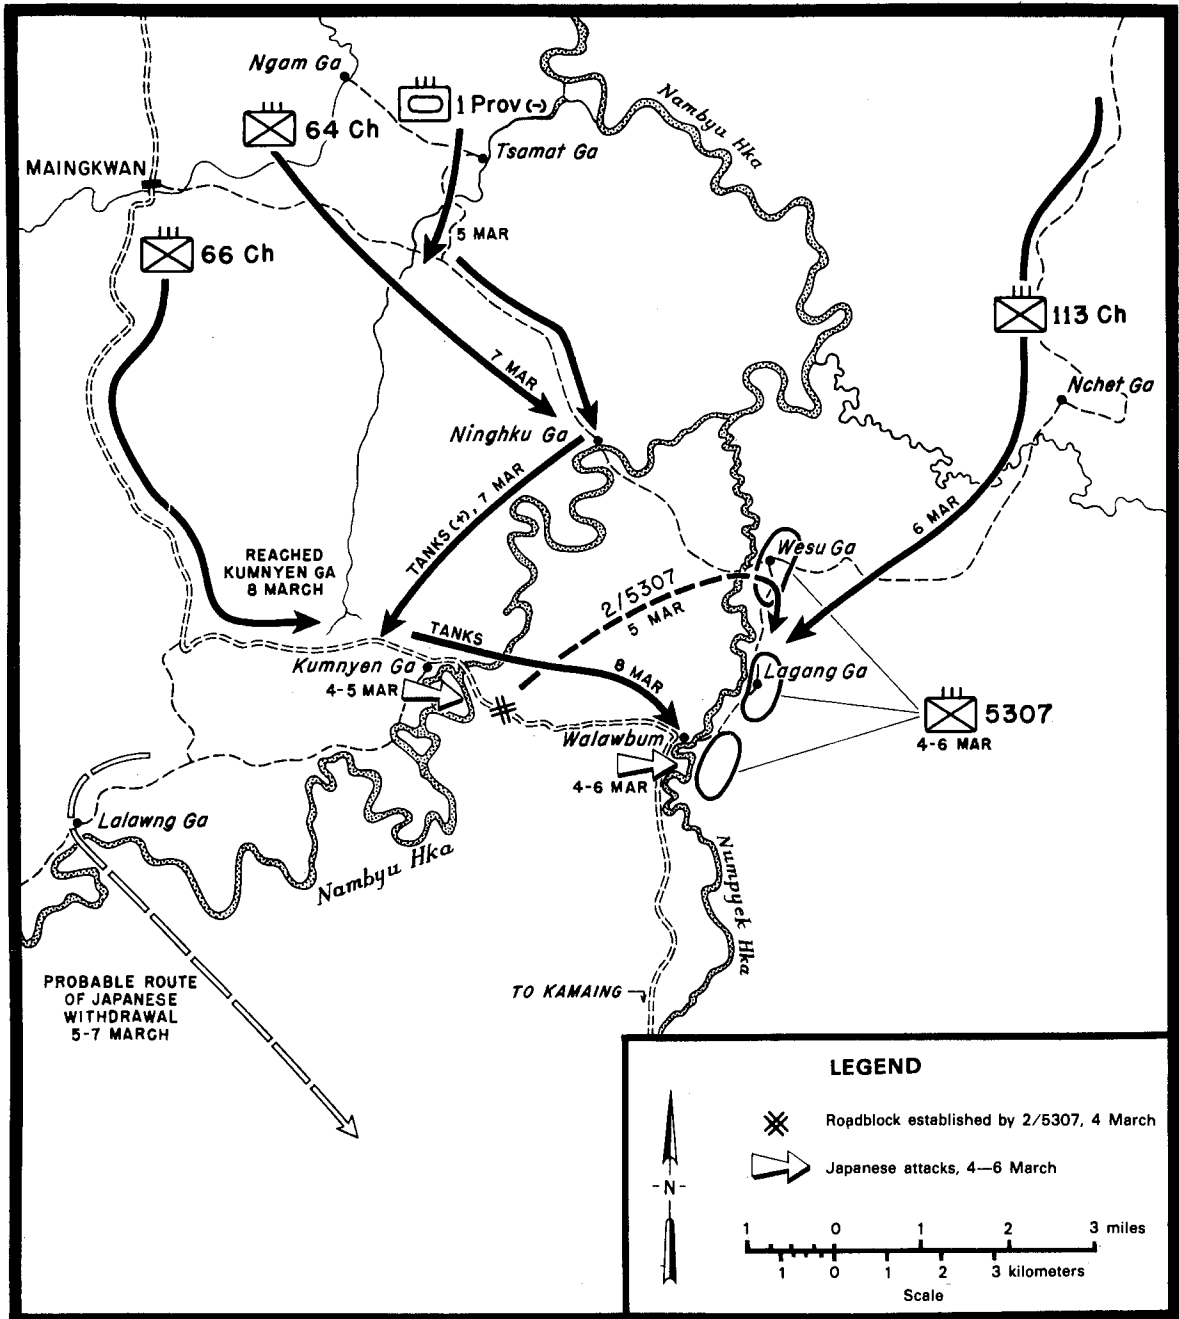 Ngam Ga
1 Prov (-)
64 Ch
Tsamat Ga
Nambyu Hka
MAINGKWAN
5 MAR
66 Ch
113 Ch
7 MAR
Nchet Ga
Ninghku Ga
TANKS (+), 7 MAR
6 MAR
REACHED
KUMNYEN GA
8 MARCH
Wesu Ga
2/5307
5 MAR
TANKS
Kumnyen Ga
8 MAR
Lagang Ga
4-5 MAR
5307
4-6 MAR
Walawbum
4-6 MAR
Lalawng Ga
Nambyu Hka
Numpyek Hka
PROBABLE ROUTE
OF JAPANESE
WITHDRAWAL
5-7 MARCH
TO KAMAING
LEGEND
Roadblock established by 2/5307, 4 March
Japanese attacks, 4—6 March
-N-
1 0 1 2 3 miles
1 0 1 2 3 kilometers
Scale